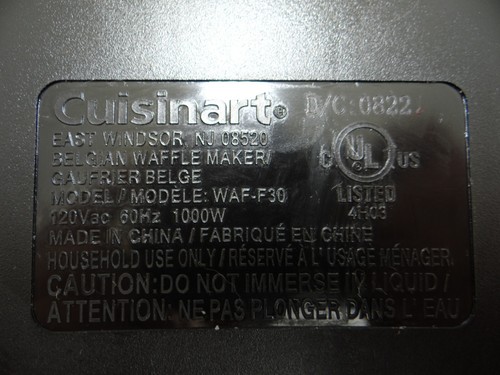 Cuisinart® D/C: 0822
EAST WINDSOR, NJ 08520
BELGIAN WAFFLE MAKER/
GAUFRIER BELGE
MODEL / MODÈLE: WAF-F30
120Vac 60Hz 1000W
C UL US
LISTED
4H03
MADE IN CHINA / FABRIQUÉ EN CHINE
HOUSEHOLD USE ONLY / RÉSERVÉ À L' USAGE MÉNAGER.
CAUTION: DO NOT IMMERSE IN LIQUID /
ATTENTION: NE PAS PLONGER DANS L' EAU